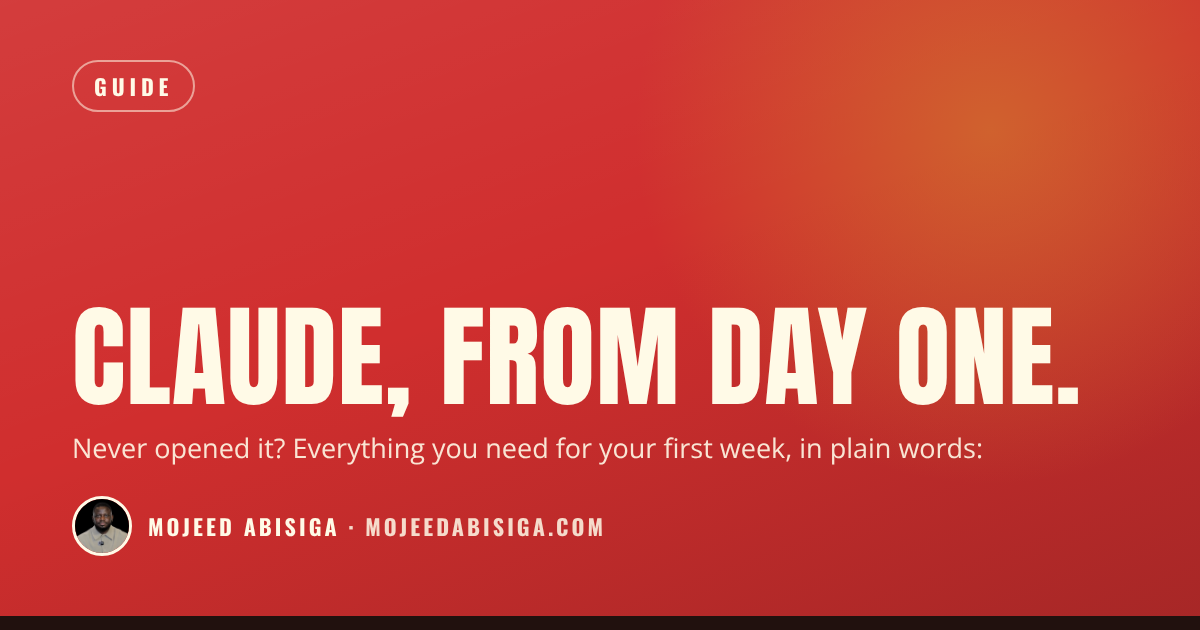 GUIDE
CLAUDE, FROM DAY ONE.
Never opened it? Everything you need for your first week, in plain words:
MOJEED ABISIGA · MOJEEDABISIGA.COM